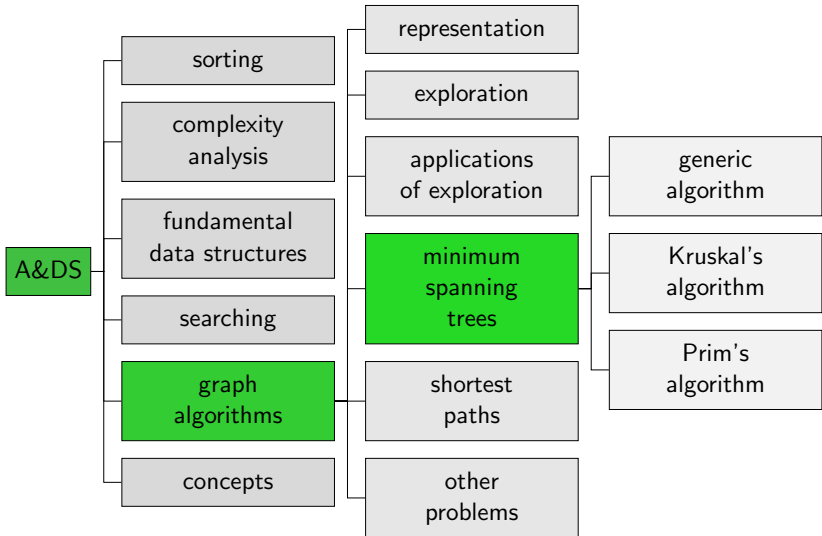 A&DS
sorting
complexity
analysis
fundamental
data structures
searching
graph
algorithms
concepts
representation
exploration
applications
of exploration
minimum
spanning
trees
shortest
paths
other
problems
generic
algorithm
Kruskal's
algorithm
Prim's
algorithm